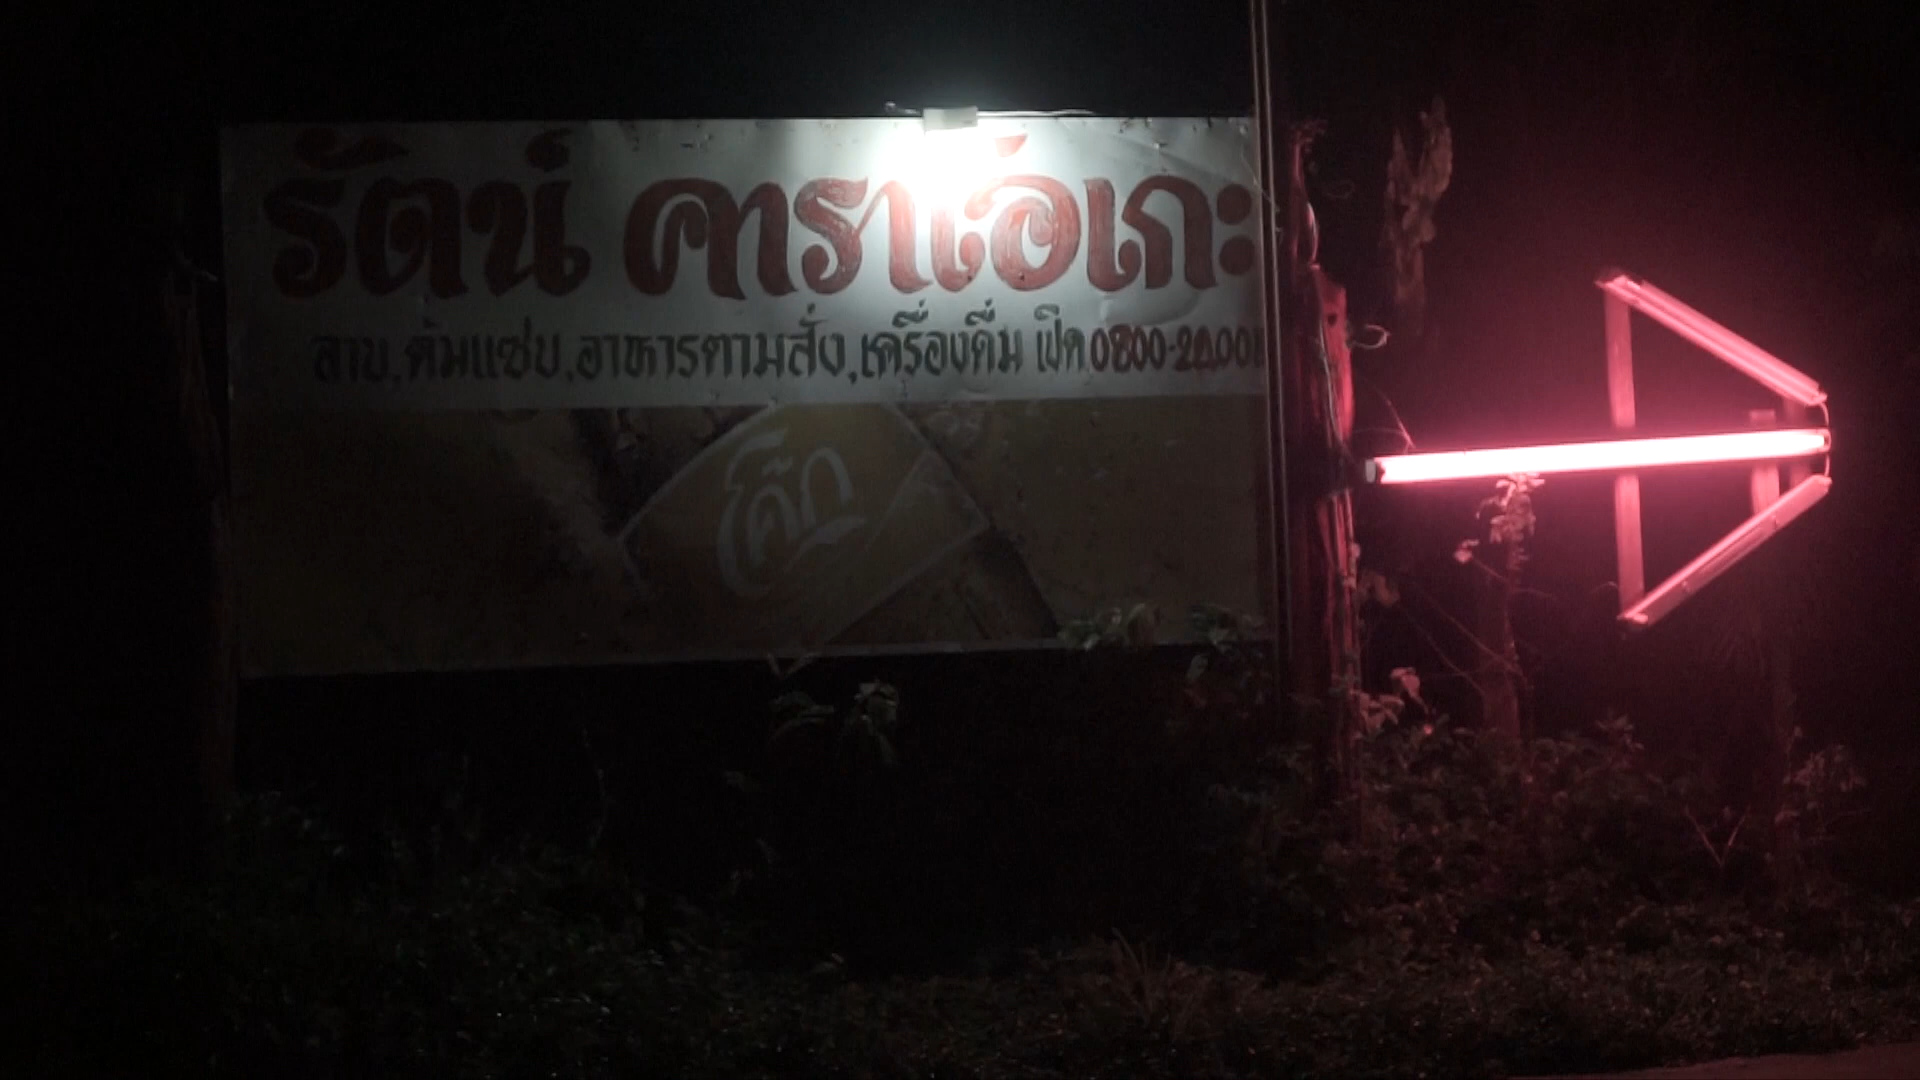 รัตน์ คาราโอ้เกะ
ลาบ.ต้มแซ่บ.อาหารตามสั่ง,เครื่องดื่ม เปิด
โค้ก